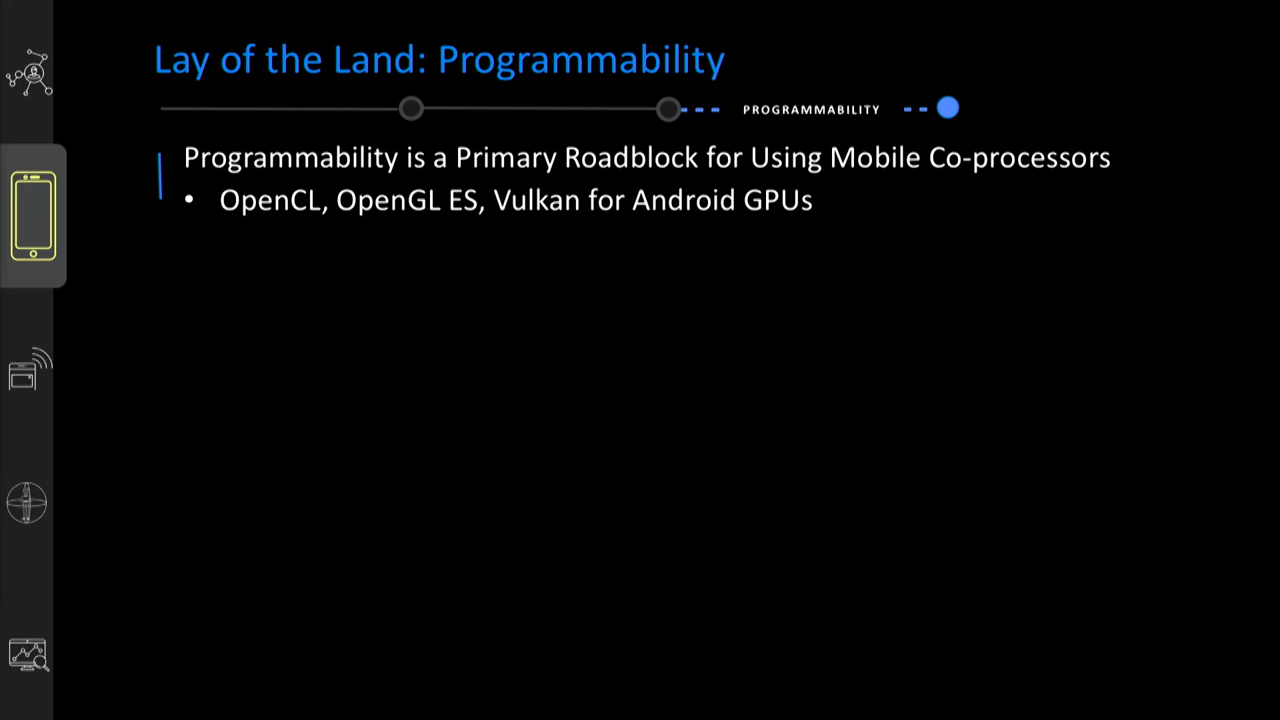 Lay of the Land: Programmability
PROGRAMMABILITY
Programmability is a Primary Roadblock for Using Mobile Co-processors
• OpenCL, OpenGL ES, Vulkan for Android GPUs